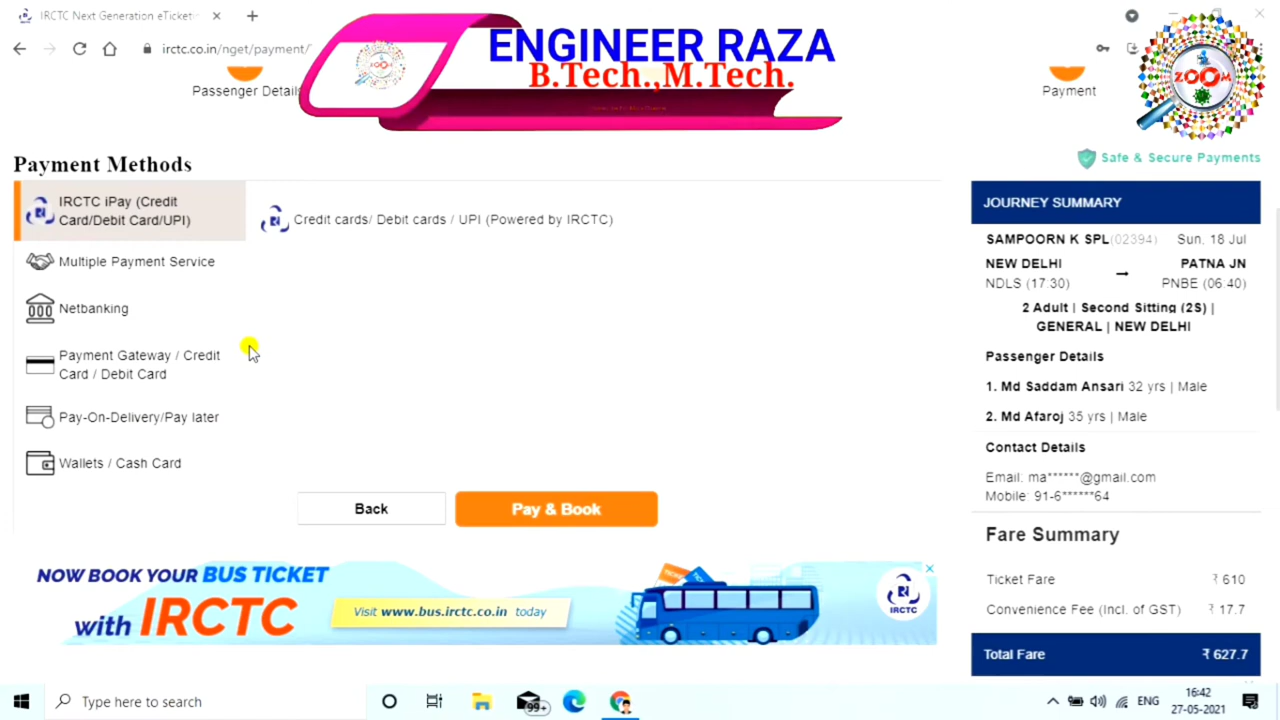 IRCTC Next Generation eTicketi
irctc.co.in/nget/payment/
ENGINEER RAZA
B.Tech.,M.Tech.
ZOOM
Passenger Details
Payment
Payment Methods
Safe & Secure Payments
IRCTC iPay (Credit
Card/Debit Card/UPI)
Credit cards/ Debit cards / UPI (Powered by IRCTC)
Multiple Payment Service
Netbanking
Payment Gateway / Credit
Card / Debit Card
Pay-On-Delivery/Pay later
Wallets / Cash Card
Back
Pay & Book
JOURNEY SUMMARY
SAMPOORN K SPL(02394) Sun. 18 Jul
NEW DELHI → PATNA JN
NDLS (17:30) PNBE (06:40)
2 Adult | Second Sitting (2S) |
GENERAL | NEW DELHI
Passenger Details
1. Md Saddam Ansari 32 yrs | Male
2. Md Afaroj 35 yrs | Male
Contact Details
Email: ma******@gmail.com
Mobile: 91-6******64
Fare Summary
Ticket Fare ₹ 610
Convenience Fee (Incl. of GST) ₹ 17.7
Total Fare ₹ 627.7
NOW BOOK YOUR BUS TICKET
with IRCTC
Visit www.bus.irctc.co.in today
IRCTC
Type here to search
99+
ENG
16:42
27-05-2021